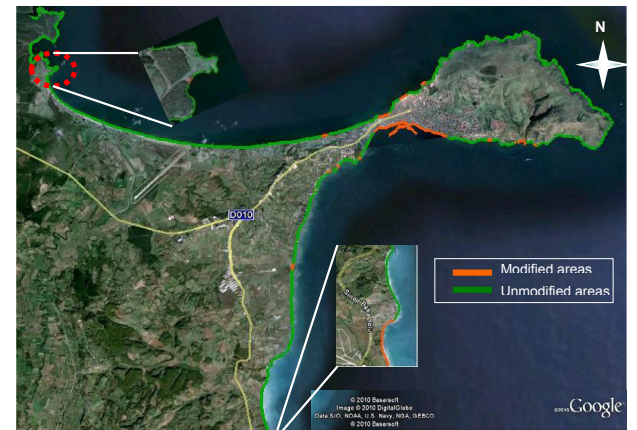 N
D010
Modified areas
Unmodified areas
© 2010 Basarsoft
Image © 2010 DigitalGlobe
Data SIO, NOAA, U.S. Navy, NGA, GEBCO
© 2010 Basarsoft
©2010 Google